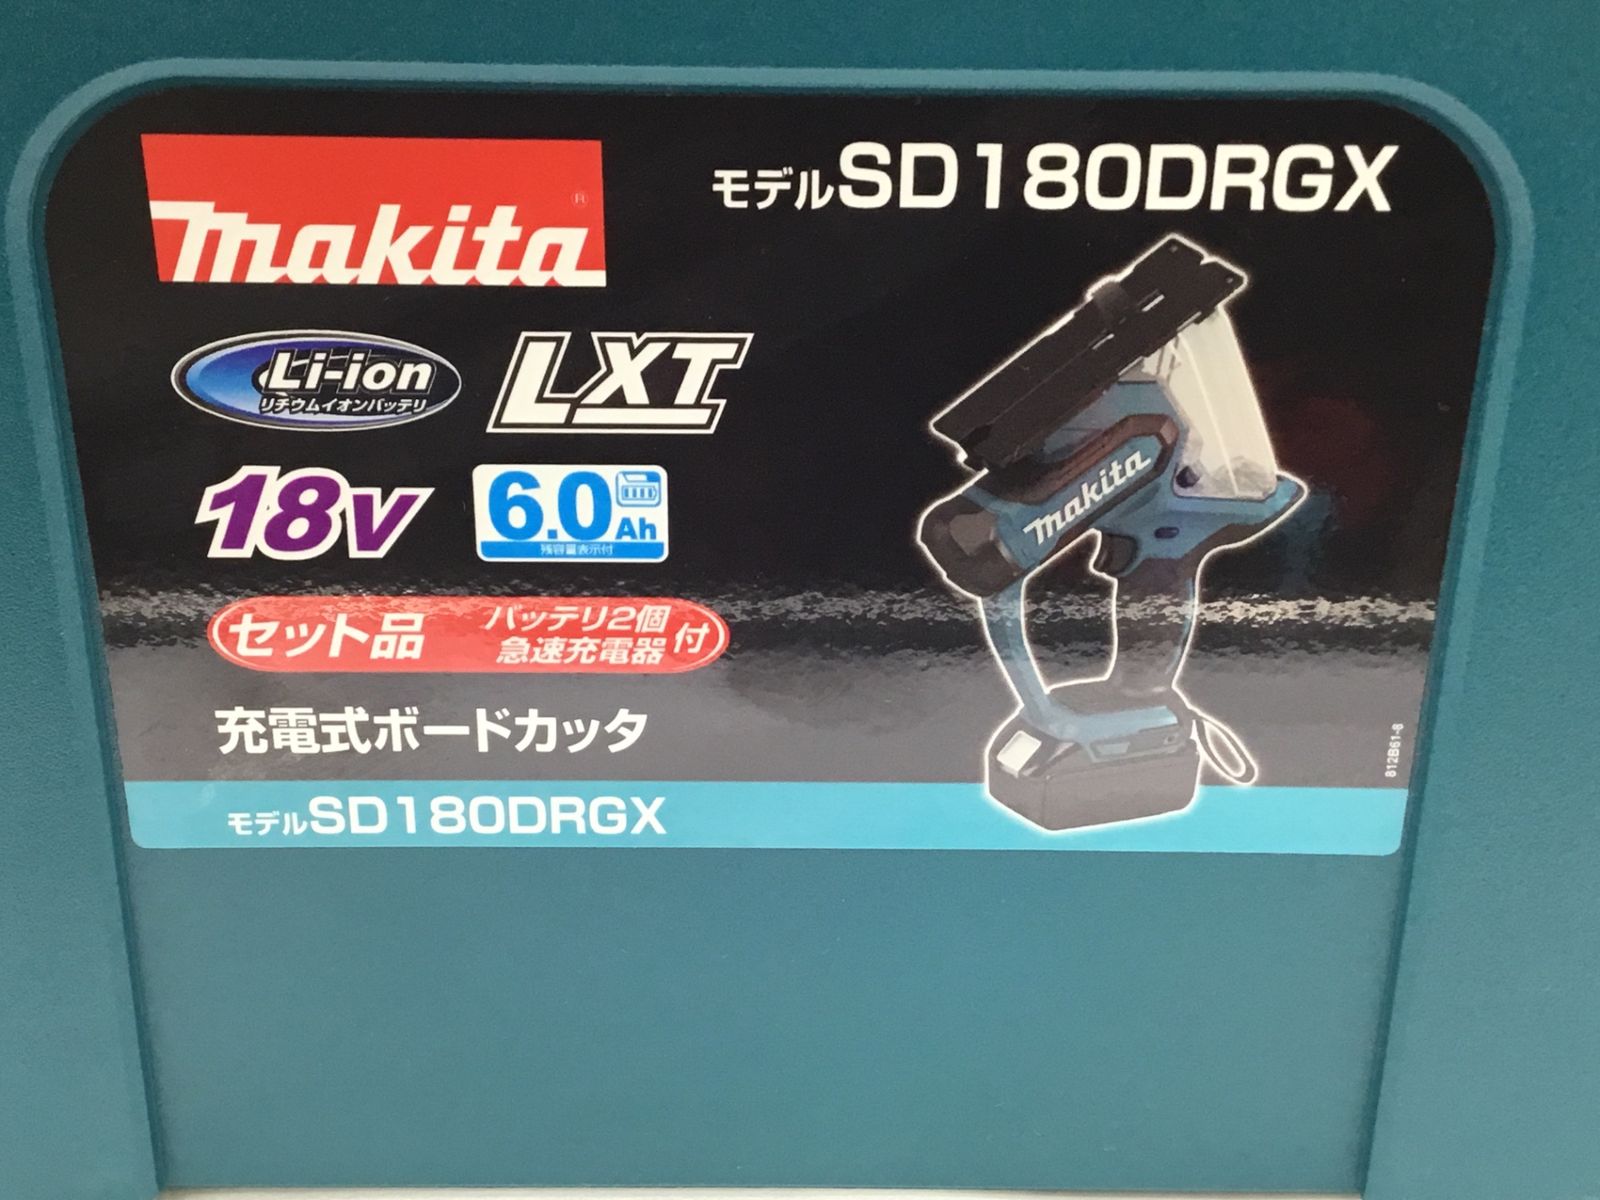 makita ®
モデルSD180DRGX
Li-ion
リチウムイオンバッテリ
LXT
18V
6.0Ah
残容量表示付
セット品 バッテリ2個 急速充電器 付
充電式ボードカッタ
モデルSD180DRGX
makita
812B61-8